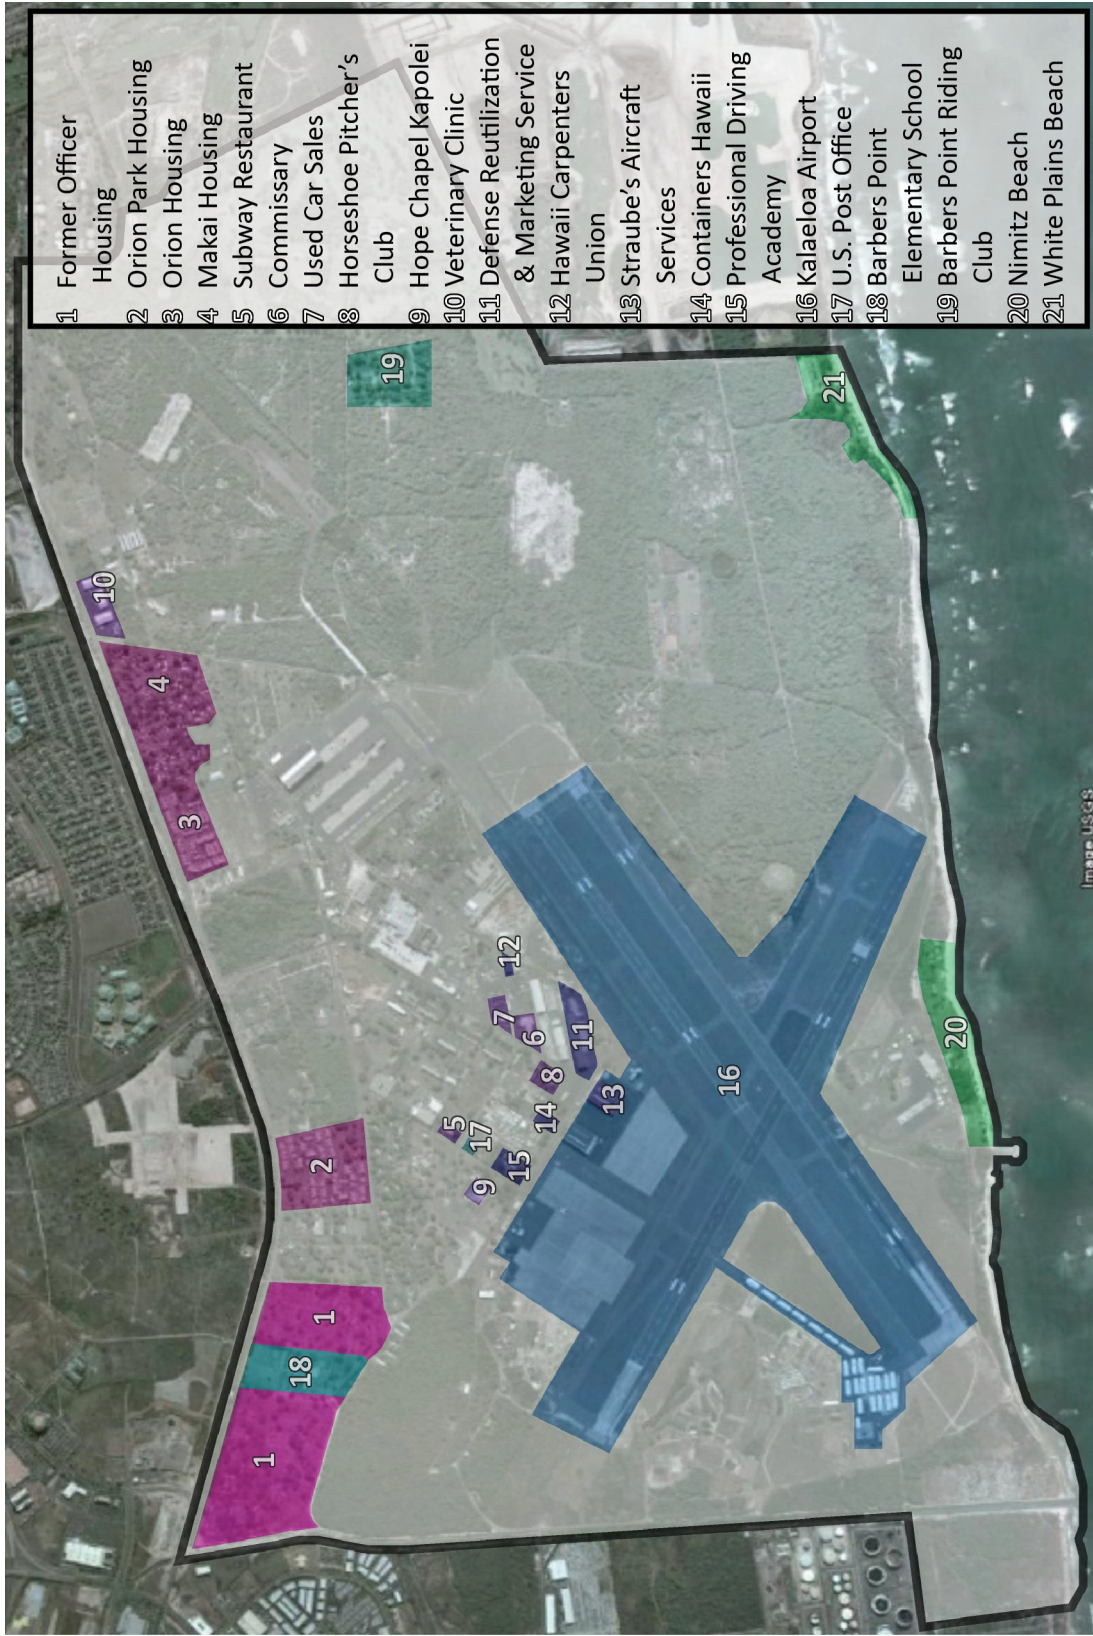 1 Former Officer
Housing
2 Orion Park Housing
3 Orion Housing
4 Makai Housing
5 Subway Restaurant
6 Commissary
7 Used Car Sales
8 Horseshoe Pitcher's
Club
9 Hope Chapel Kapolei
10 Veterinary Clinic
11 Defense Reutilization
& Marketing Service
12 Hawaii Carpenters
Union
13 Straube's Aircraft
Services
14 Containers Hawaii
15 Professional Driving
Academy
16 Kalaeloa Airport
17 U.S. Post Office
18 Barbers Point
Elementary School
19 Barbers Point Riding
Club
20 Nimitz Beach
21 White Plains Beach
10
4
3
19
2
1
18
1
12
7
6
11
8
13
14
5
17
15
9
16
21
20
Image USGS